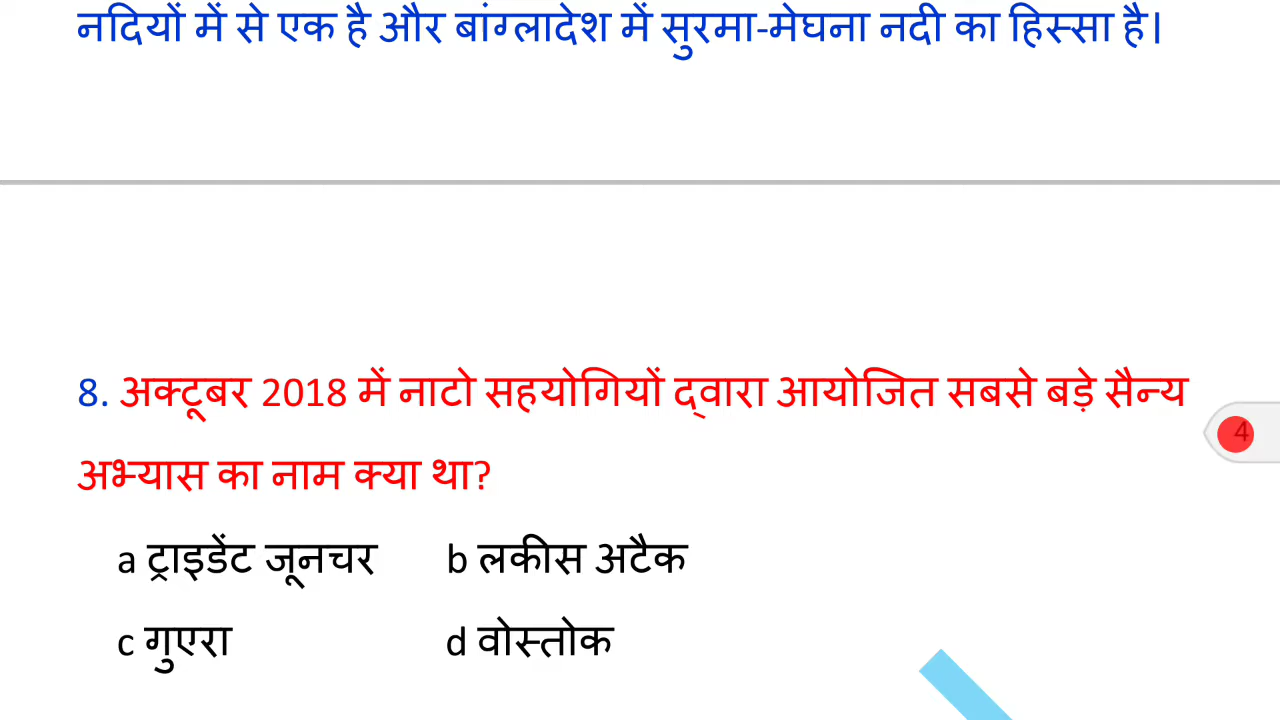 नदियों में से एक है और बांग्लादेश में सुरमा-मेघना नदी का हिस्सा है।
8. अक्टूबर 2018 में नाटो सहयोगियों द्वारा आयोजित सबसे बड़े सैन्य
4
अभ्यास का नाम क्या था?
a ट्राइडेंट जूनचर b लकीस अटैक
c गुएरा d वोस्तोक